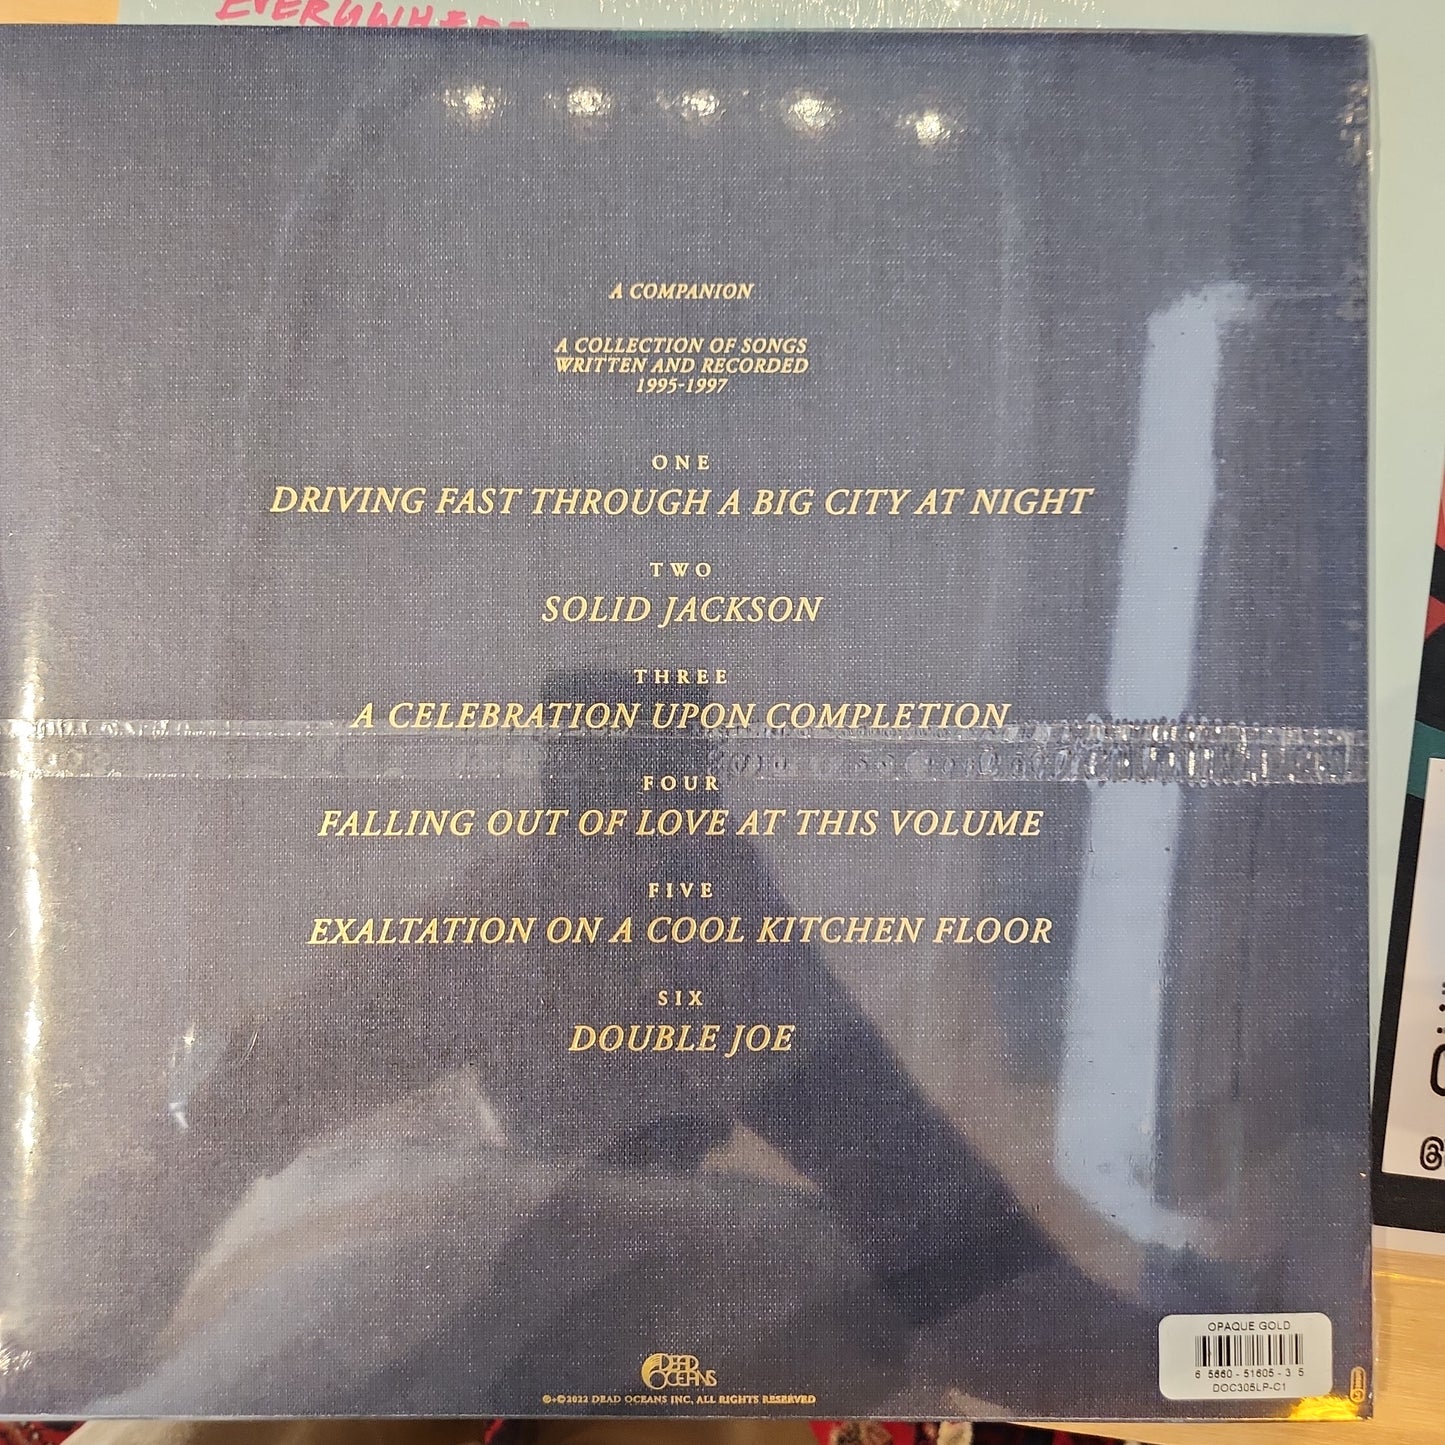 A COMPANION
A COLLECTION OF SONGS
WRITTEN AND RECORDED
1995-1997
ONE
DRIVING FAST THROUGH A BIG CITY AT NIGHT
TWO
SOLID JACKSON
THREE
A CELEBRATION UPON COMPLETION
FOUR
FALLING OUT OF LOVE AT THIS VOLUME
FIVE
EXALTATION ON A COOL KITCHEN FLOOR
SIX
DOUBLE JOE
DEAD
OCEANS
℗+©2022 DEAD OCEANS INC. ALL RIGHTS RESERVED
OPAQUE GOLD
6 56605 - 51605 - 3 5
DOC305LP-C1